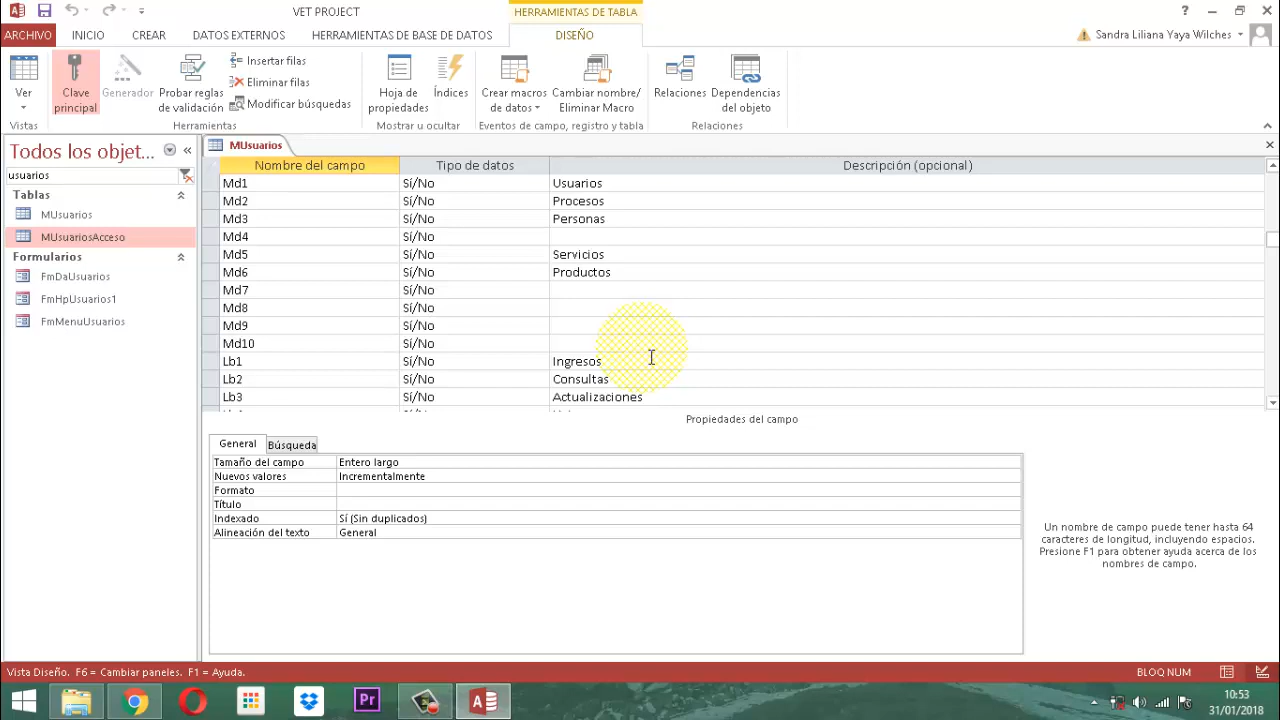 VET PROJECT
HERRAMIENTAS DE TABLA
ARCHIVO INICIO CREAR DATOS EXTERNOS HERRAMIENTAS DE BASE DE DATOS DISEÑO
Sandra Liliana Yaya Wilches
Ver
Clave principal
Generador
Probar reglas de validación
Insertar filas
Eliminar filas
Modificar búsquedas
Hoja de propiedades
Índices
Crear macros de datos
Cambiar nombre/ Eliminar Macro
Relaciones
Dependencias del objeto
Vistas Herramientas Mostrar u ocultar Eventos de campo, registro y tabla Relaciones
Todos los objet...
usuarios
Tablas
MUsuarios
MUsuariosAcceso
Formularios
FmDaUsuarios
FmHpUsuarios1
FmMenuUsuarios
MUsuarios
Nombre del campo Tipo de datos Descripción (opcional)
Md1 Sí/No Usuarios
Md2 Sí/No Procesos
Md3 Sí/No Personas
Md4 Sí/No
Md5 Sí/No Servicios
Md6 Sí/No Productos
Md7 Sí/No
Md8 Sí/No
Md9 Sí/No
Md10 Sí/No
Lb1 Sí/No Ingresos
Lb2 Sí/No Consultas
Lb3 Sí/No Actualizaciones
Propiedades del campo
General Búsqueda
Tamaño del campo Entero largo
Nuevos valores Incrementalmente
Formato
Título
Indexado Sí (Sin duplicados)
Alineación del texto General
Un nombre de campo puede tener hasta 64
caracteres de longitud, incluyendo espacios.
Presione F1 para obtener ayuda acerca de los
nombres de campo.
Vista Diseño. F6 = Cambiar paneles. F1 = Ayuda.
BLOQ NUM
Pr
10:53
31/01/2018